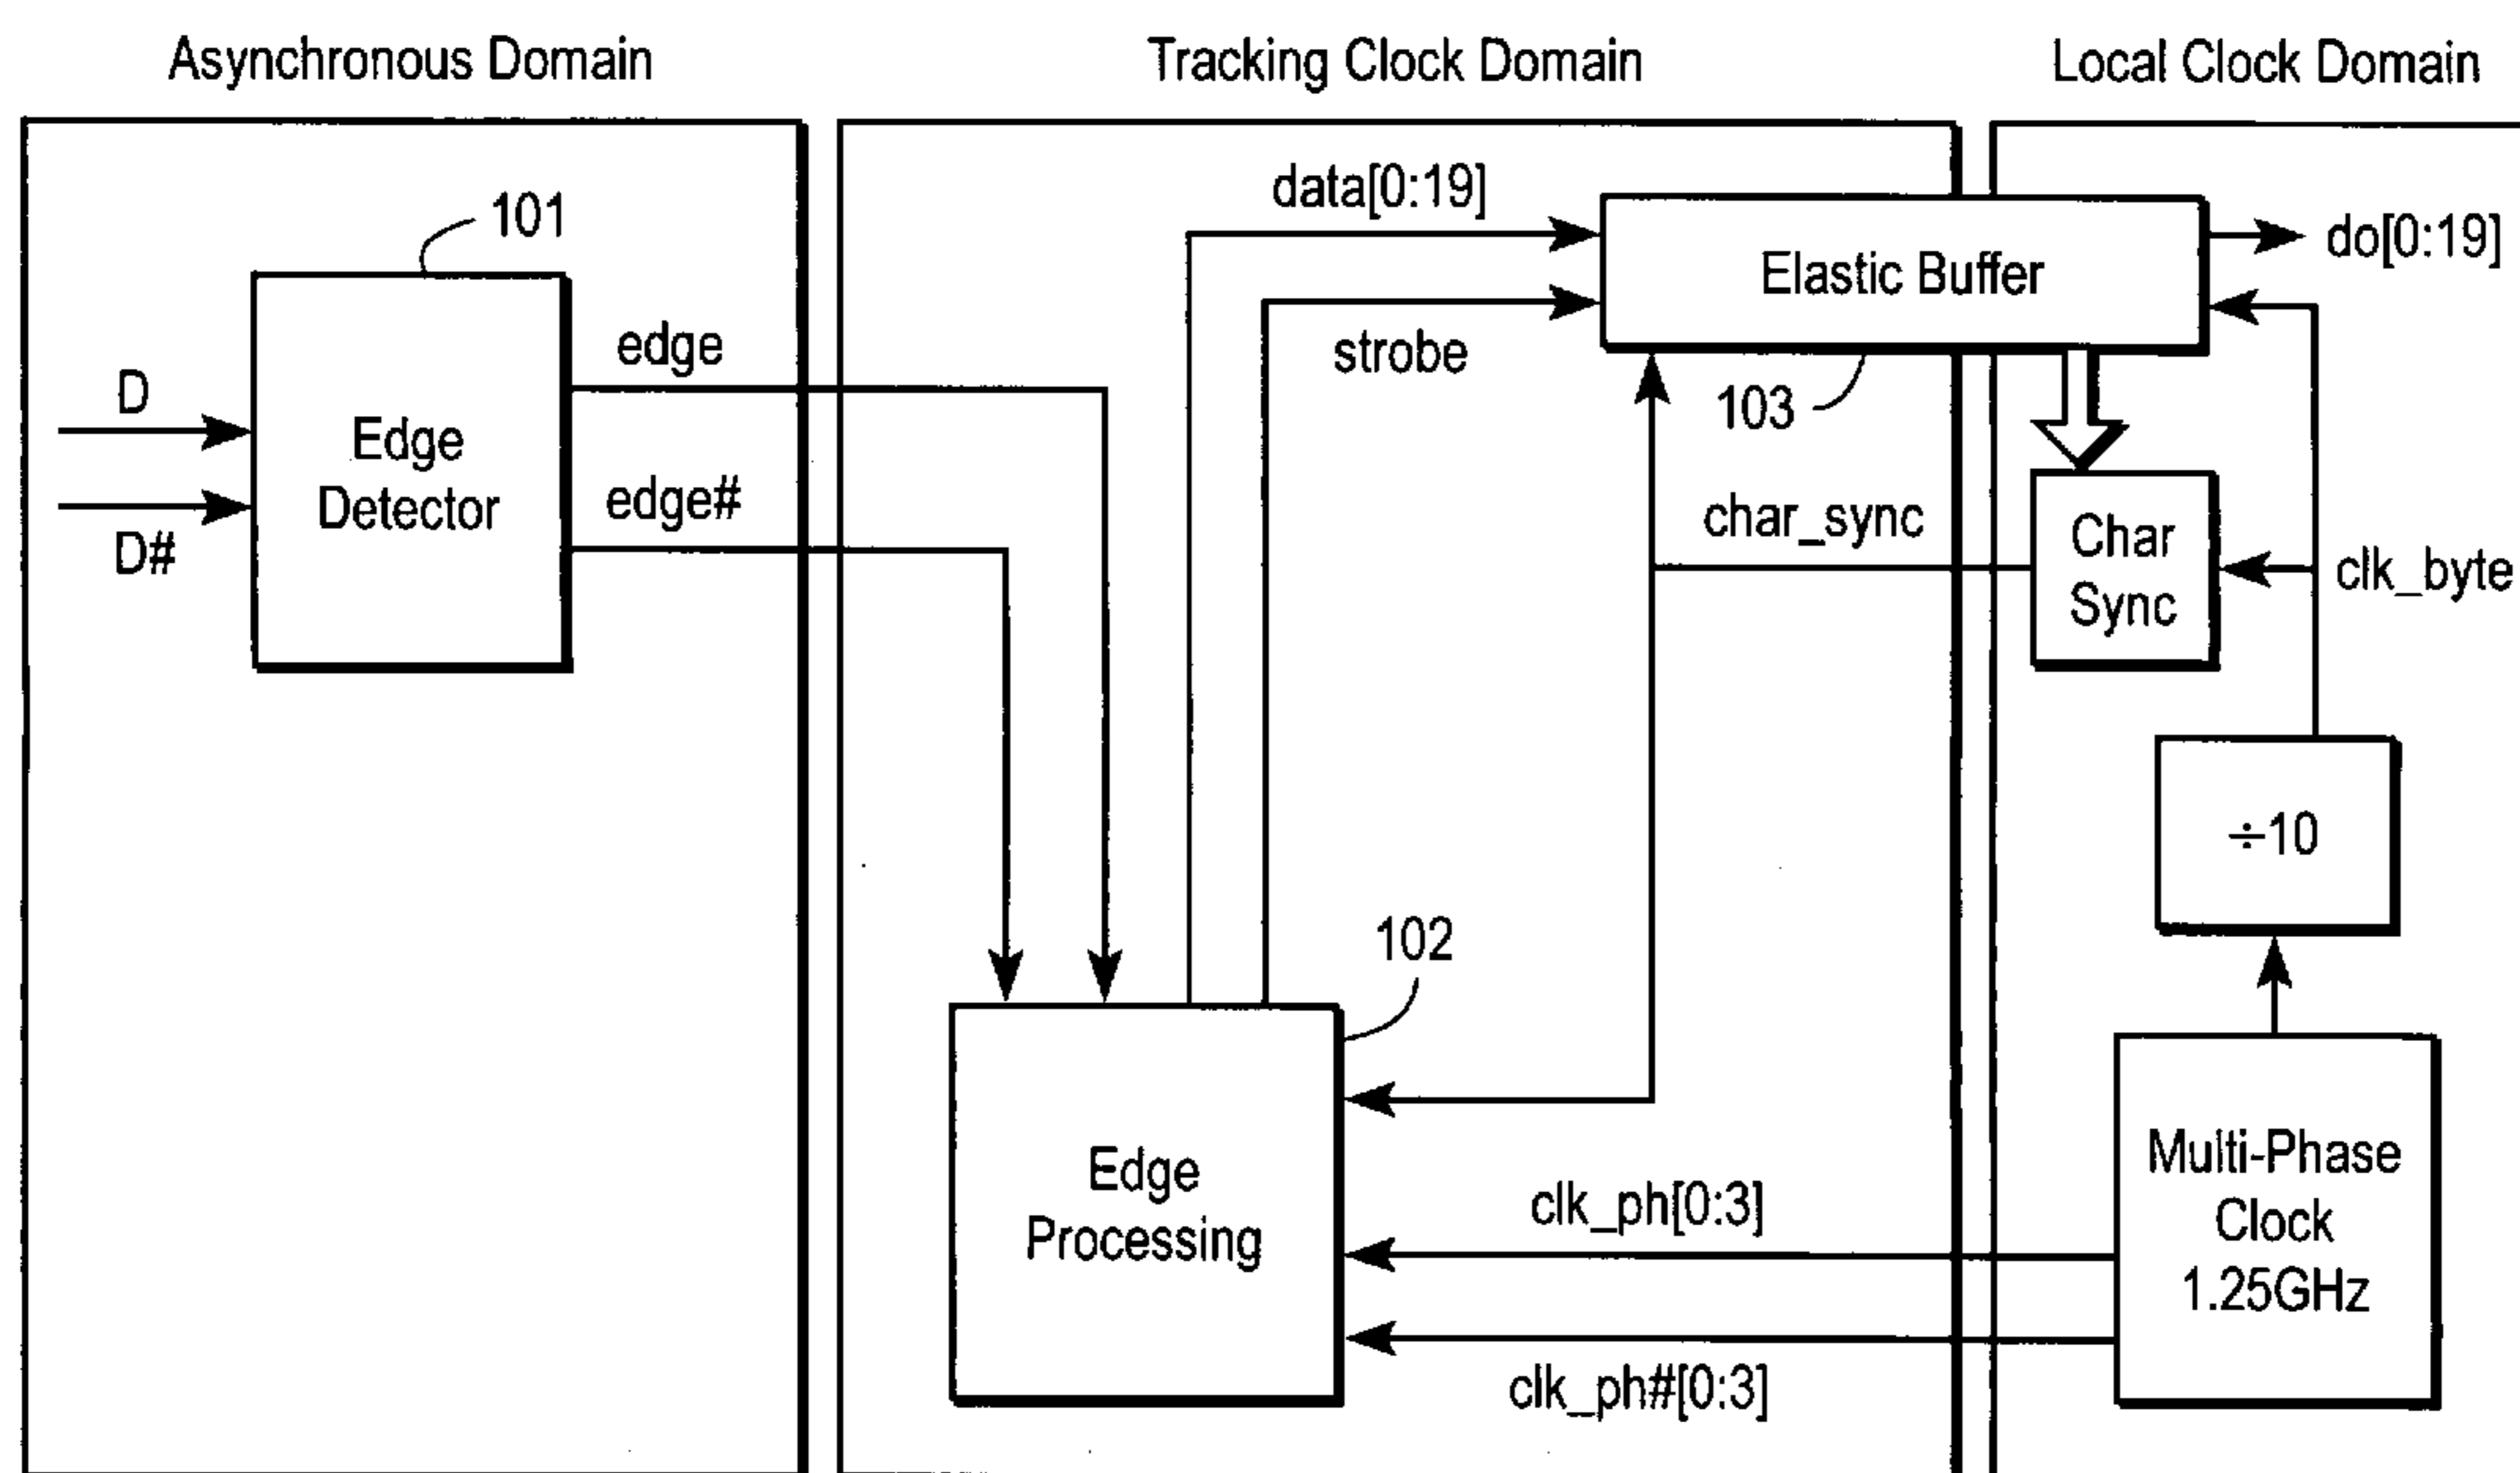 Asynchronous Domain
Tracking Clock Domain
Local Clock Domain
101
D
D#
Edge
Detector
edge
edge#
data[0:19]
strobe
Elastic Buffer
103
do[0:19]
char_sync
Char
Sync
clk_byte
÷10
102
Edge
Processing
clk_ph[0:3]
clk_ph#[0:3]
Multi-Phase
Clock
1.25GHz